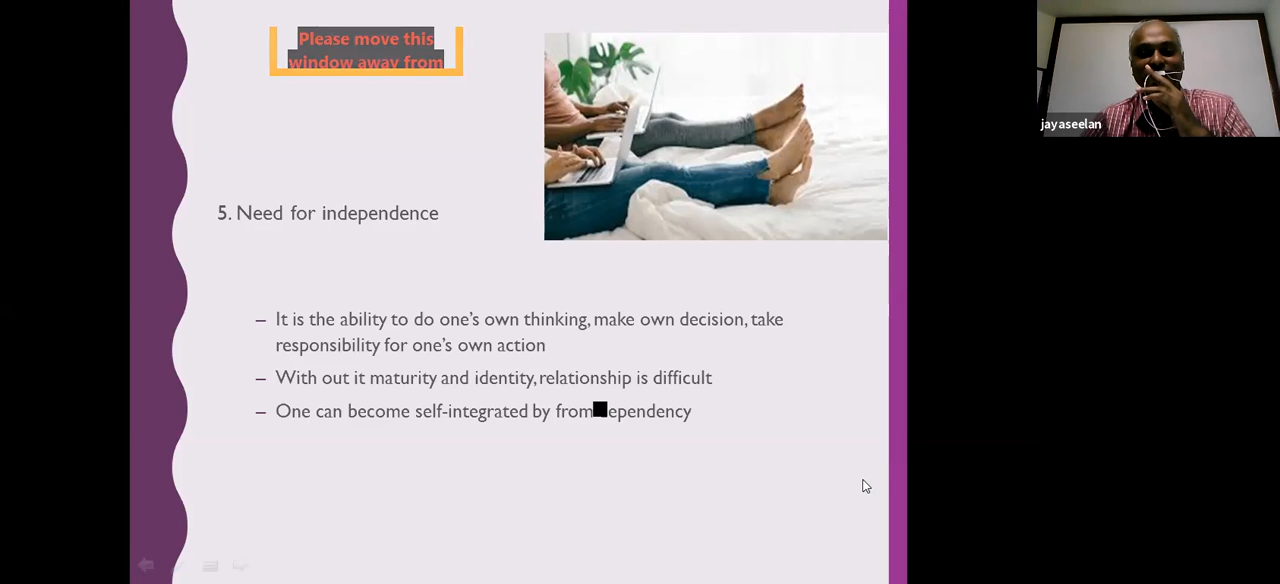 Please move this
window away from
jayaseelan
5. Need for independence
– It is the ability to do one's own thinking, make own decision, take
responsibility for one's own action
– With out it maturity and identity, relationship is difficult
– One can become self-integrated by from ependency